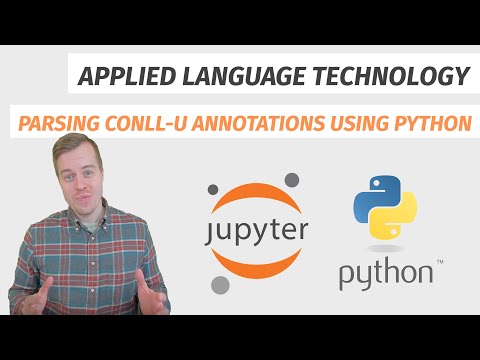 APPLIED LANGUAGE TECHNOLOGY
PARSING CONLL-U ANNOTATIONS USING PYTHON
jupyter
python™